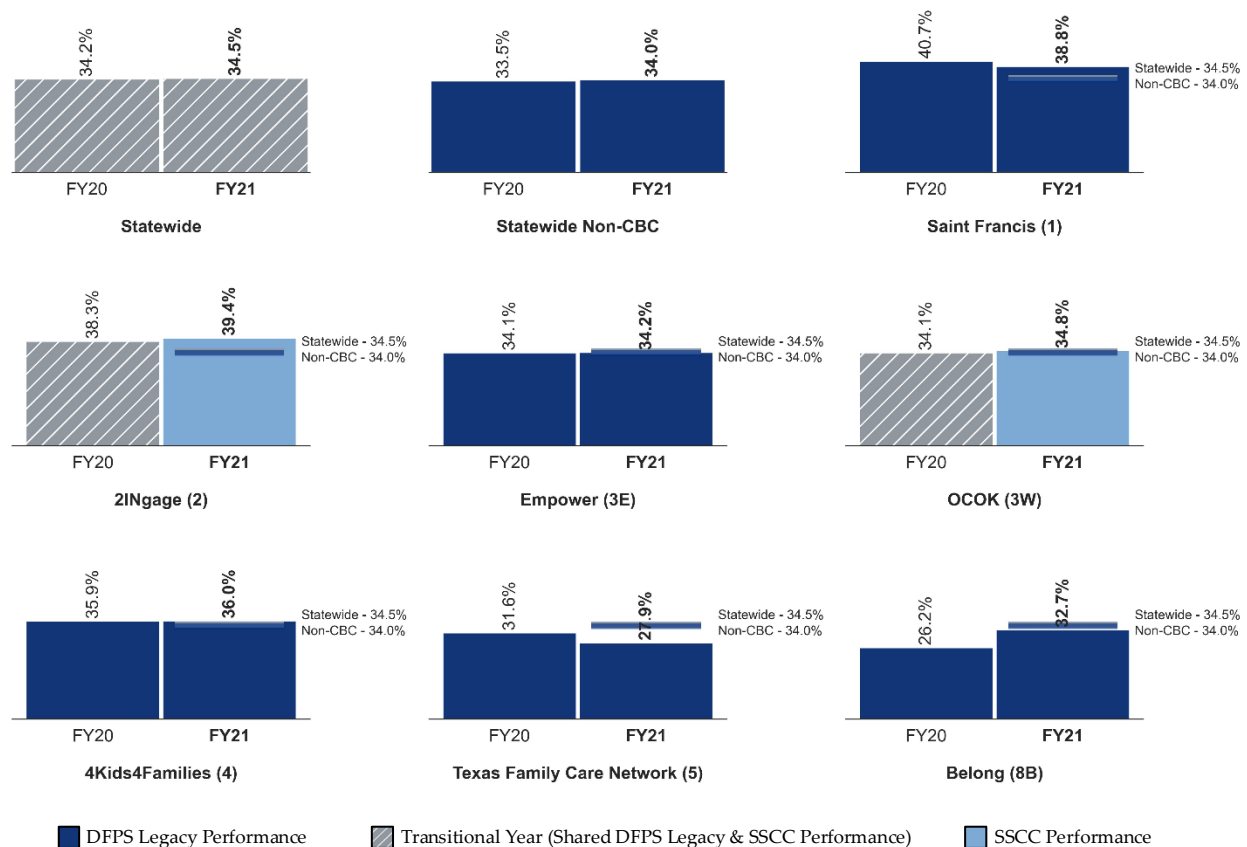 34.2%
34.5%
FY20
FY21
Statewide
33.5%
34.0%
FY20
FY21
Statewide Non-CBC
40.7%
38.8%
Statewide - 34.5%
Non-CBC - 34.0%
FY20
FY21
Saint Francis (1)
38.3%
39.4%
Statewide - 34.5%
Non-CBC - 34.0%
FY20
FY21
2INgage (2)
34.1%
34.2%
Statewide - 34.5%
Non-CBC - 34.0%
FY20
FY21
Empower (3E)
34.1%
34.8%
Statewide - 34.5%
Non-CBC - 34.0%
FY20
FY21
OCOK (3W)
35.9%
36.0%
Statewide - 34.5%
Non-CBC - 34.0%
FY20
FY21
4Kids4Families (4)
31.6%
27.9%
Statewide - 34.5%
Non-CBC - 34.0%
FY20
FY21
Texas Family Care Network (5)
26.2%
32.7%
Statewide - 34.5%
Non-CBC - 34.0%
FY20
FY21
Belong (8B)
DFPS Legacy Performance
Transitional Year (Shared DFPS Legacy & SSCC Performance)
SSCC Performance